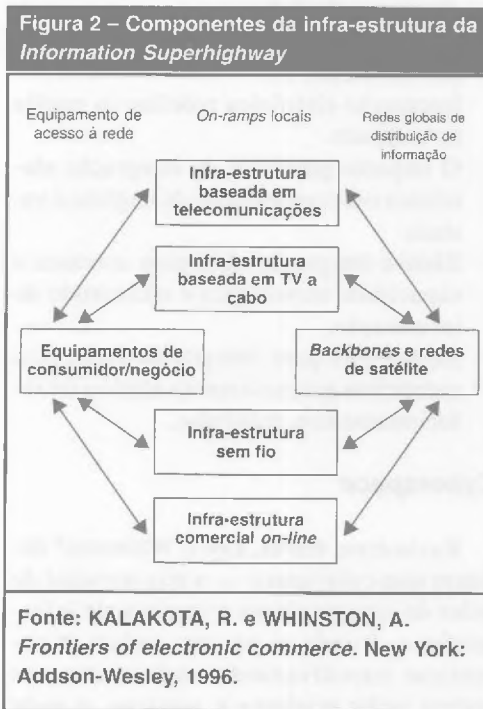 Figura 2 – Componentes da infra-estrutura da
Information Superhighway
Equipamento de
acesso à rede
On-ramps locais
Redes globais de
distribuição de
informação
Infra-estrutura
baseada em
telecomunicações
Infra-estrutura
baseada em TV a
cabo
Equipamentos de
consumidor/negócio
Backbones e redes
de satélite
Infra-estrutura
sem fio
Infra-estrutura
comercial on-line
Fonte: KALAKOTA, R. e WHINSTON, A.
Frontiers of electronic commerce. New York:
Addson-Wesley, 1996.